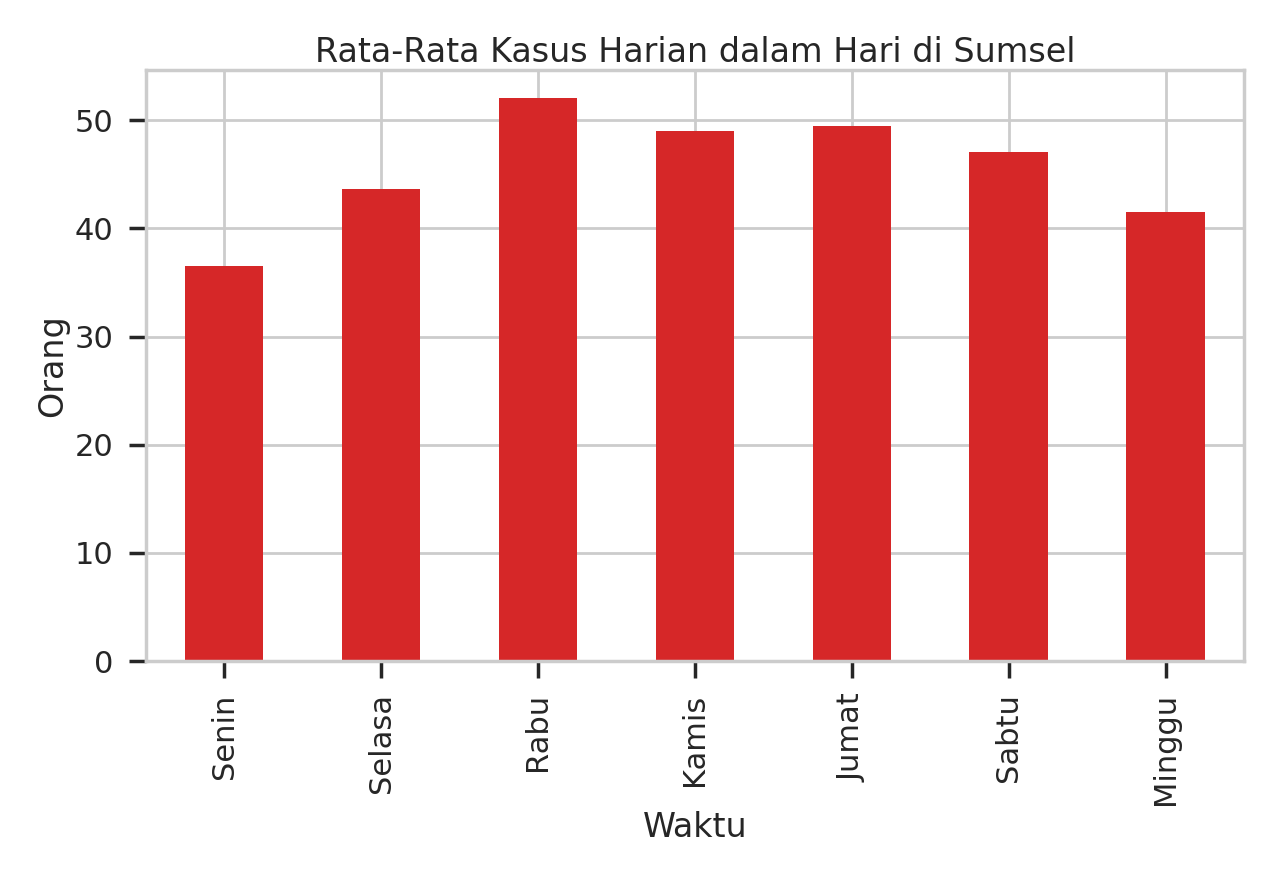 Rata-Rata Kasus Harian dalam Hari di Sumsel
Orang
50
40
30
20
10
0
Senin
Selasa
Rabu
Kamis
Jumat
Sabtu
Minggu
Waktu